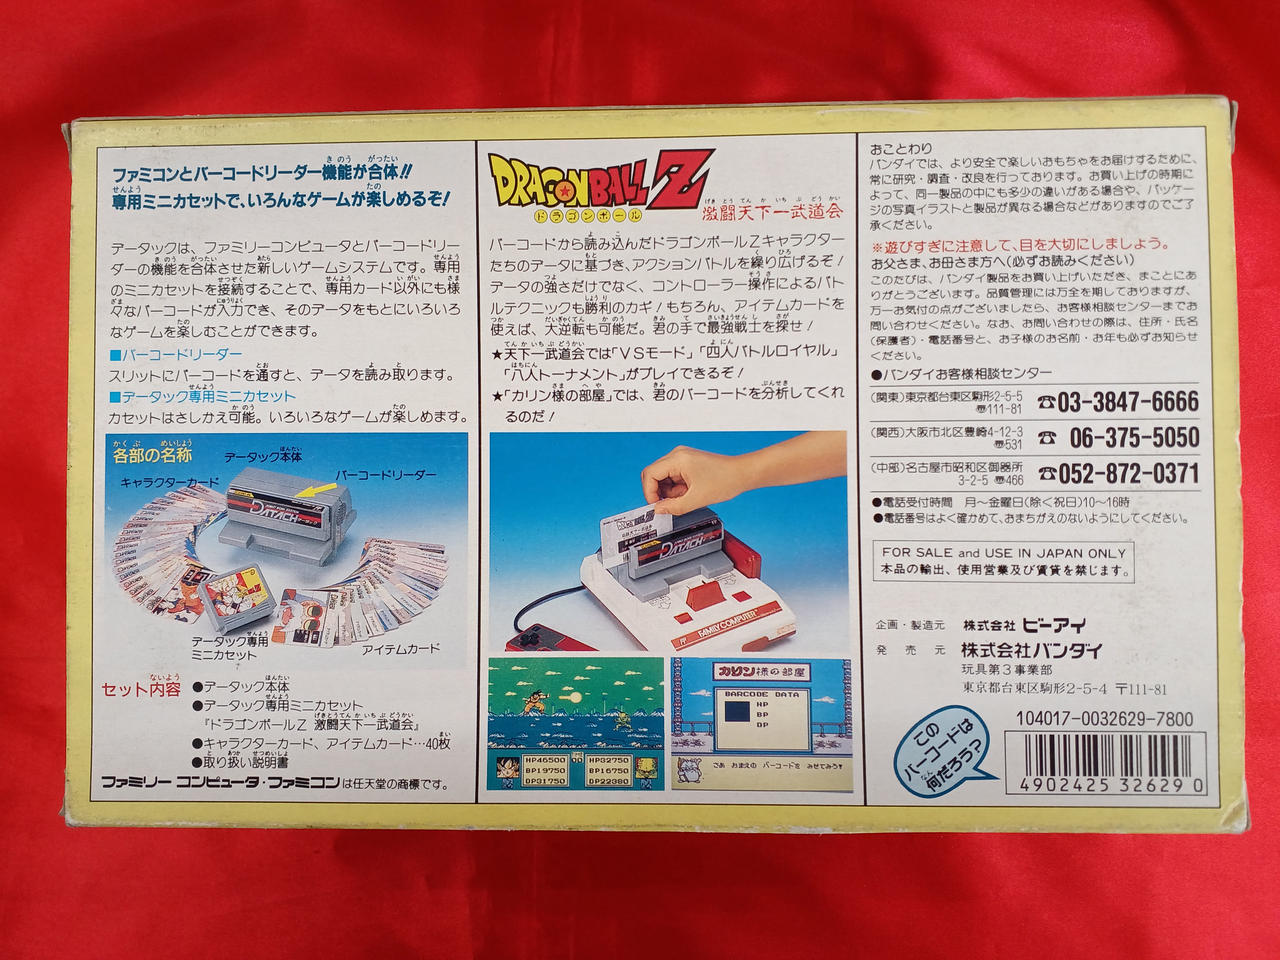 ファミコンとバーコードリーダー機能が合体!!
専用ミニカセットで、いろんなゲームが楽しめるぞ!
データックは、ファミリーコンピュータとバーコードリー
ダーの機能を合体させた新しいゲームシステムです。専用
のミニカセットを接続することで、専用カード以外にも様
々なバーコードが入力でき、そのデータをもとにいろいろ
なゲームを楽しむことができます。
■バーコードリーダー
スリットにバーコードを通すと、データを読み取ります。
■データック専用ミニカセット
カセットはさしかえ可能。いろいろなゲームが楽しめます。
各部の名称
データック本体
バーコードリーダー
キャラクターカード
DATACH データック
データック専用
ミニカセット
アイテムカード
セット内容
●データック本体
●データック専用ミニカセット
『ドラゴンボールZ 激闘天下一武道会』
●キャラクターカード、アイテムカード…40枚
●取り扱い説明書
ファミリー コンピュータ・ファミコンは任天堂の商標です。
DRAGON BALL Z
ドラゴンボール
激闘天下一武道会
バーコードから読み込んだドラゴンボールZキャラクター
たちのデータに基づき、アクションバトルを繰り広げるぞ!
データの強さだけでなく、コントローラー操作によるバト
ルテクニックも勝利のカギ!もちろん、アイテムカードを
使えば、大逆転も可能だ。君の手で最強戦士を探せ!
★天下一武道会では「VSモード」「四人バトルロイヤル」
「八人トーナメント」がプレイできるぞ!
★「カリン様の部屋」では、君のバーコードを分析してくれ
るのだ!
DATACH
FAMILY COMPUTER
HP46500
BP19750
DP31750
HP32750
BP16750
DP22380
カリン様の部屋
BARCODE DATA
HP
BP
DP
さあ おまえの バーコードを みせてみろ
おことわり
バンダイでは、より安全で楽しいおもちゃをお届けするために、
常に研究・調査・改良を行っております。お買い上げの時期に
よって、同一製品の中にも多少の違いがある場合や、パッケー
ジの写真イラストと製品が異なる場合などがありますのでご了
承ください。
※遊びすぎに注意して、目を大切にしましょう。
お父さま、お母さま方へ(必ずお読みください)
このたびは、バンダイ製品をお買い上げいただき、まことにあ
りがとうございます。品質管理には万全を期しておりますが、
万一お気付の点がございましたら、お客様相談センターまでお
問い合わせください。なお、お問い合わせの際は、住所・氏名
(保護者)・電話番号と、お子様のお名前・お年も必ずお知らせ
ください。
●バンダイお客様相談センター
(関東)東京都台東区駒形2-5-5 〠111-81 ☎03-3847-6666
(関西)大阪市北区豊崎4-12-3 〠531 ☎ 06-375-5050
(中部)名古屋市昭和区御器所 3-2-5 〠466 ☎052-872-0371
●電話受付時間 月～金曜日(除く祝日)10～16時
●電話番号はよく確かめて、おまちがえのないようにしてください。
FOR SALE and USE IN JAPAN ONLY
本品の輸出、使用営業及び賃貸を禁じます。
企画・製造元 株式会社 ビーアイ
発売元 株式会社バンダイ
玩具第3事業部
東京都台東区駒形2-5-4 〒111-81
104017-0032629-7800
このバーコードは何だろう?
4902425 326290